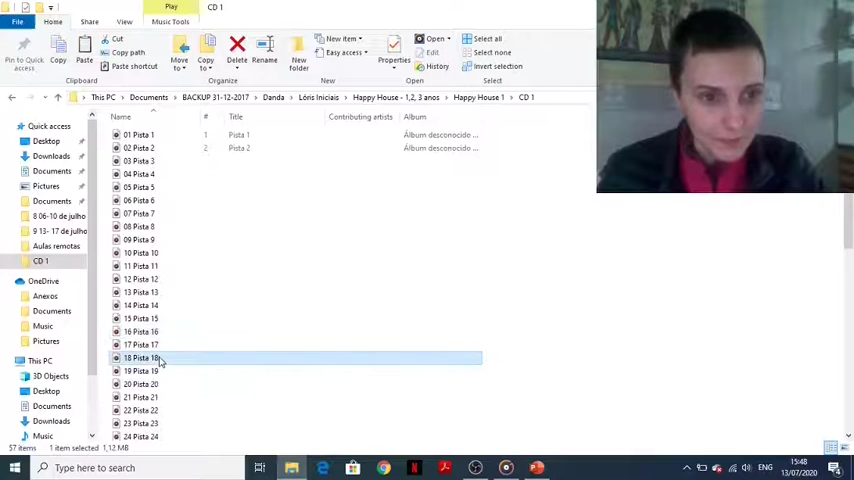 Play
CD 1
File
Home
Share
View
Music Tools
Pin to Quick access
Copy
Paste
Cut
Copy path
Paste shortcut
Clipboard
Move to
Copy to
Delete
Rename
Organize
New folder
New item
Easy access
New
Properties
Open
Edit
History
Open
Select all
Select none
Invert selection
Select
This PC > Documents > BACKUP 31-12-2017 > Danda > Lóris Iniciais > Happy House - 1,2, 3 anos > Happy House 1 > CD 1
Name
#
Title
Contributing artists
Album
Quick access
Desktop
Downloads
Documents
Pictures
Documents
8 06-10 de julho
9 13- 17 de julho
Aulas remotas
CD 1
OneDrive
Anexos
Documents
Music
Pictures
This PC
3D Objects
Desktop
Documents
Downloads
Music
01 Pista 1 1 Pista 1 Álbum desconocido ...
02 Pista 2 2 Pista 2 Álbum desconocido ...
03 Pista 3
04 Pista 4
05 Pista 5
06 Pista 6
07 Pista 7
08 Pista 8
09 Pista 9
10 Pista 10
11 Pista 11
12 Pista 12
13 Pista 13
14 Pista 14
15 Pista 15
16 Pista 16
17 Pista 17
18 Pista 18
19 Pista 19
20 Pista 20
21 Pista 21
22 Pista 22
23 Pista 23
24 Pista 24
57 items
1 item selected 1,12 MB
Type here to search
ENG
15:48
13/07/2020
4